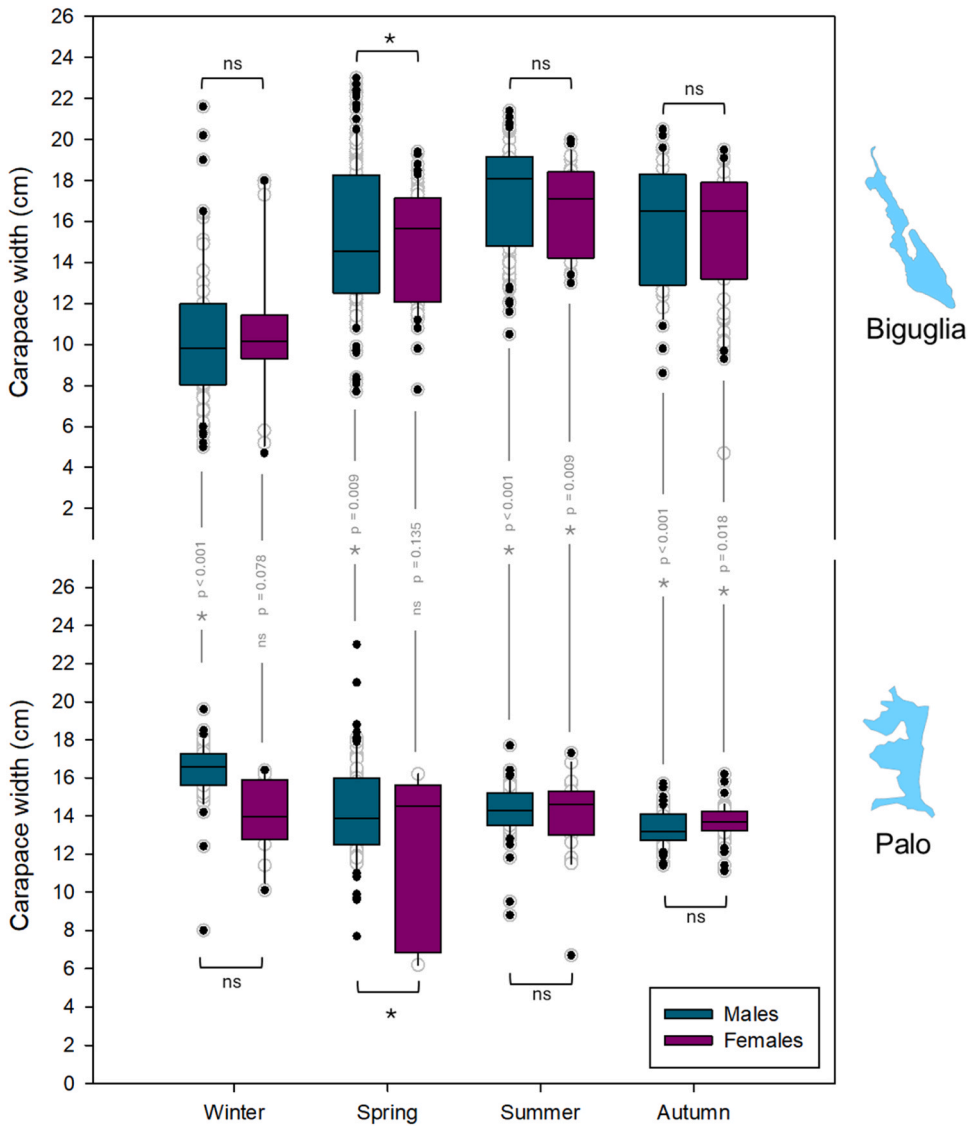 Carapace width (cm)
26
24
22
20
18
16
14
12
10
8
6
4
2
ns
*
ns
ns
Biguglia
* p < 0.001
ns p = 0.078
* p = 0.009
ns p = 0.135
* p < 0.001
* p = 0.009
* p < 0.001
* p = 0.018
Carapace width (cm)
26
24
22
20
18
16
14
12
10
8
6
4
2
0
Palo
ns
*
ns
ns
Males
Females
Winter Spring Summer Autumn